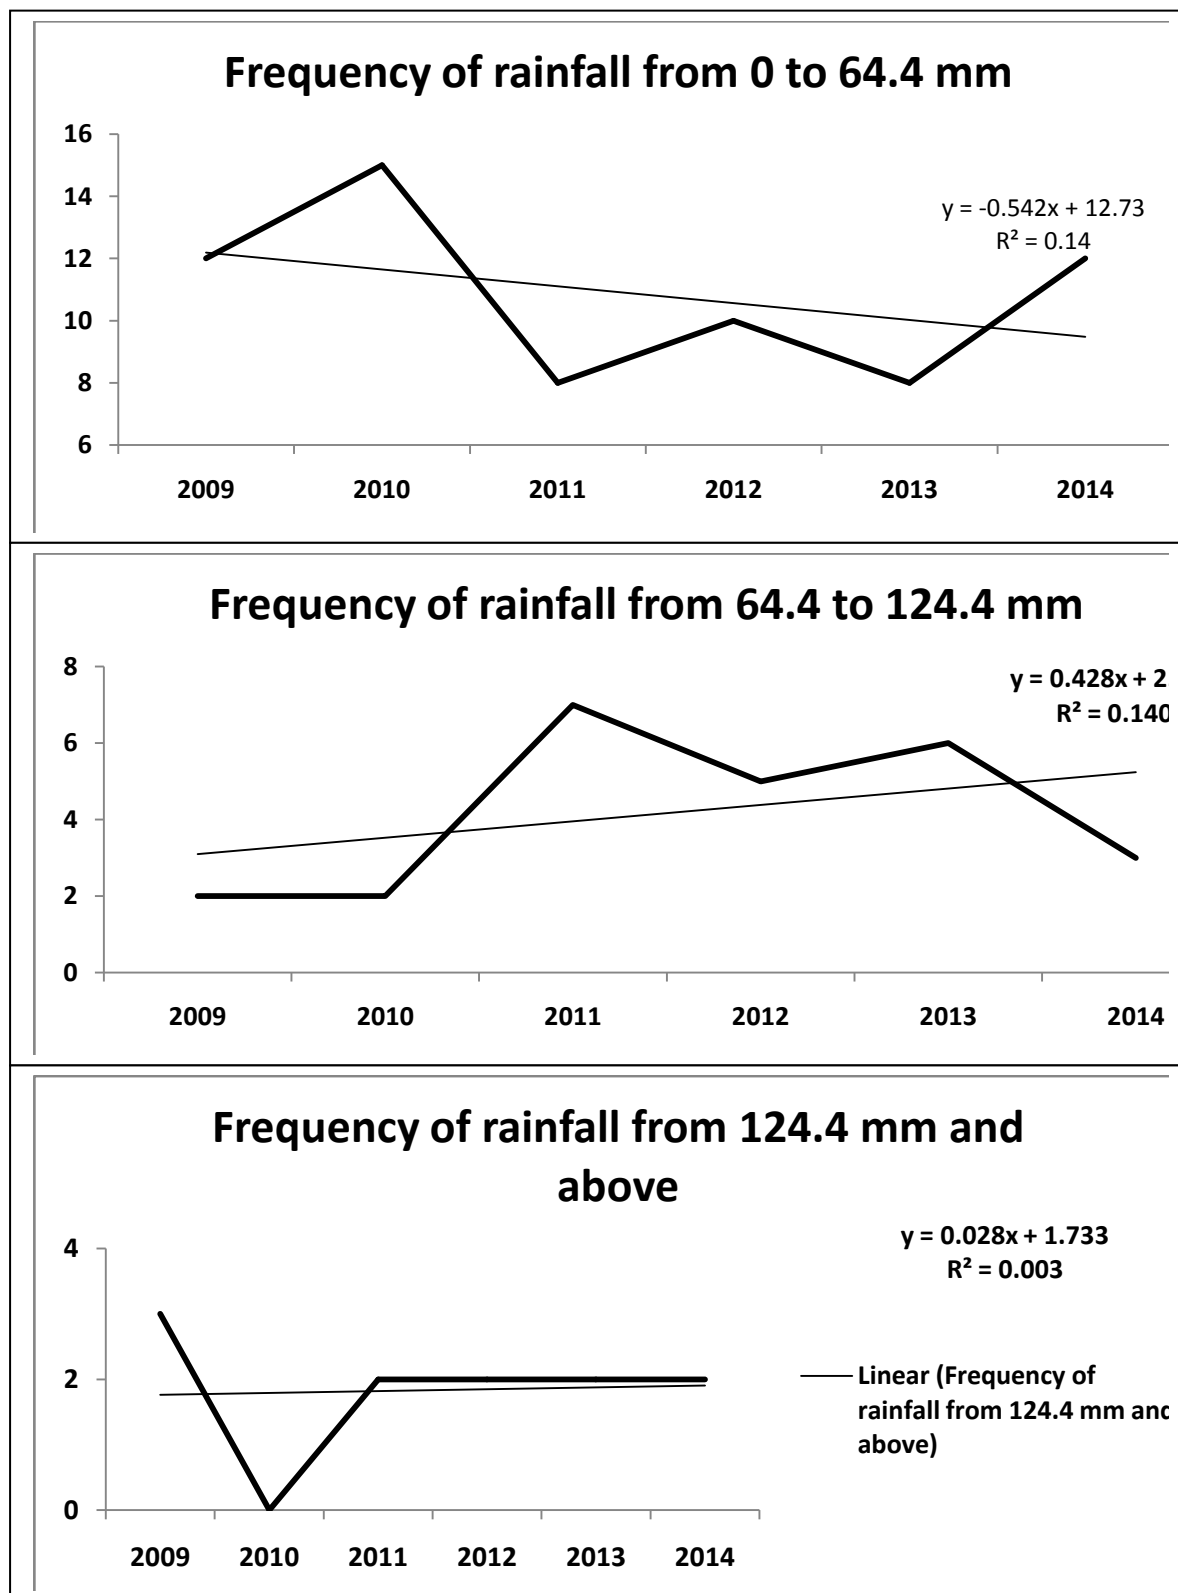 Frequency of rainfall from 0 to 64.4 mm
16
14
12
10
8
6
y = -0.542x + 12.73
R² = 0.14
2009 2010 2011 2012 2013 2014
Frequency of rainfall from 64.4 to 124.4 mm
8
6
4
2
0
y = 0.428x + 2
R² = 0.140
2009 2010 2011 2012 2013 2014
Frequency of rainfall from 124.4 mm and
above
4
2
0
y = 0.028x + 1.733
R² = 0.003
Linear (Frequency of
rainfall from 124.4 mm and
above)
2009 2010 2011 2012 2013 2014